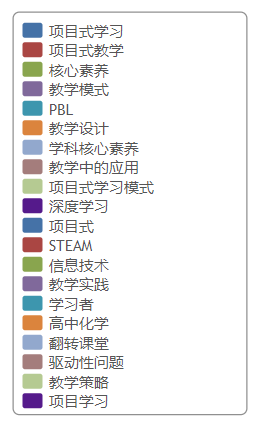 项目式学习
项目式教学
核心素养
教学模式
PBL
教学设计
学科核心素养
教学中的应用
项目式学习模式
深度学习
项目式
STEAM
信息技术
教学实践
学习者
高中化学
翻转课堂
驱动性问题
教学策略
项目学习